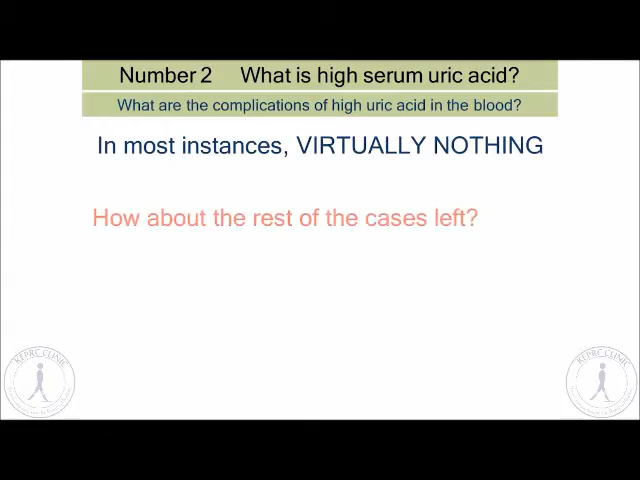 Number 2 What is high serum uric acid?
What are the complications of high uric acid in the blood?
In most instances, VIRTUALLY NOTHING
How about the rest of the cases left?
KEPRC CLINIC
KEPRC CLINIC